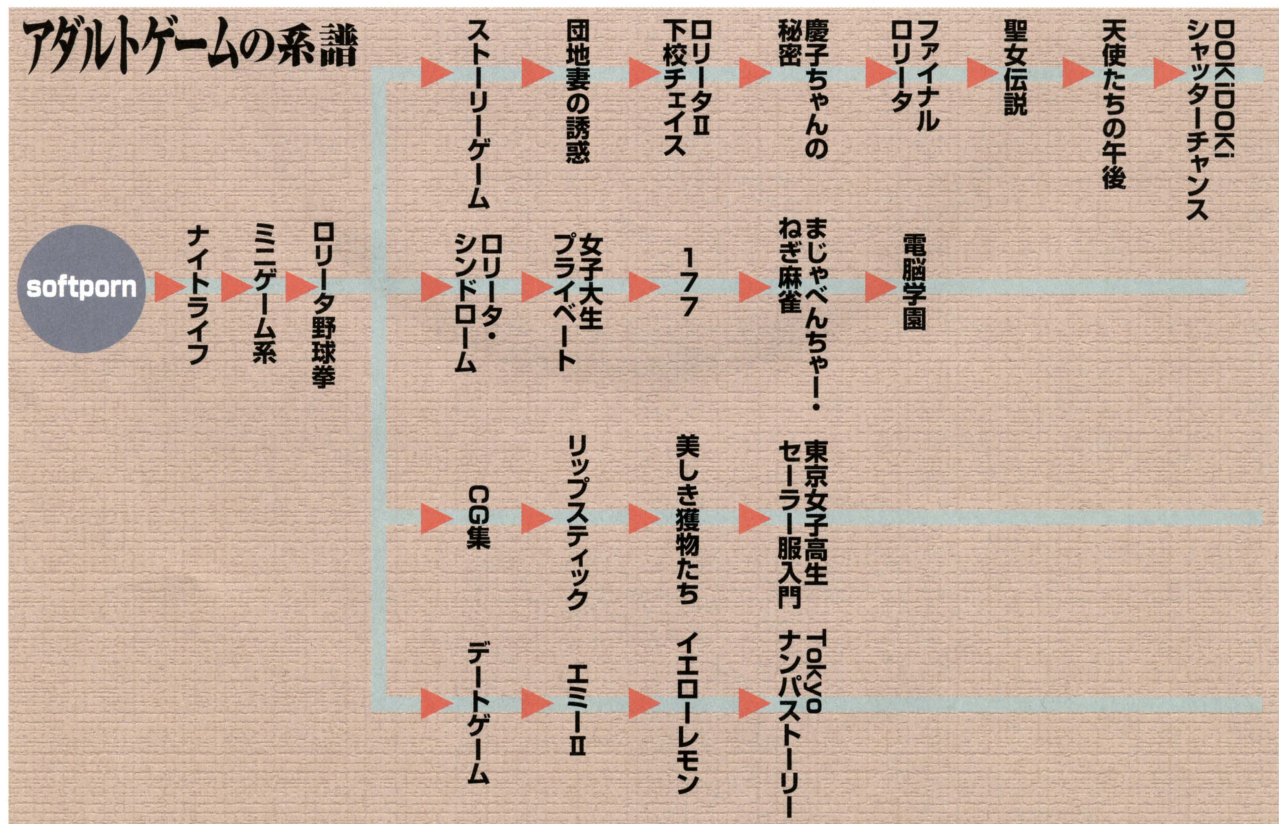 アダルトゲームの系譜
softporn
ナイトライフ
ミニゲーム系
ロリータ野球拳
ストーリーゲーム
団地妻の誘惑
ロリータⅡ
下校チェイス
慶子ちゃんの
秘密
ファイナル
ロリータ
聖女伝説
天使たちの午後
DOKiDOKi
シャッターチャンス
ロリータ・
シンドローム
女子大生
プライベート
177
まじゃべんちゃー・
ねぎ麻雀
電脳学園
CG集
リップスティック
美しき獲物たち
東京女子高生
セーラー服入門
デートゲーム
エミーⅡ
イエローレモン
Tokyo
ナンパストーリー